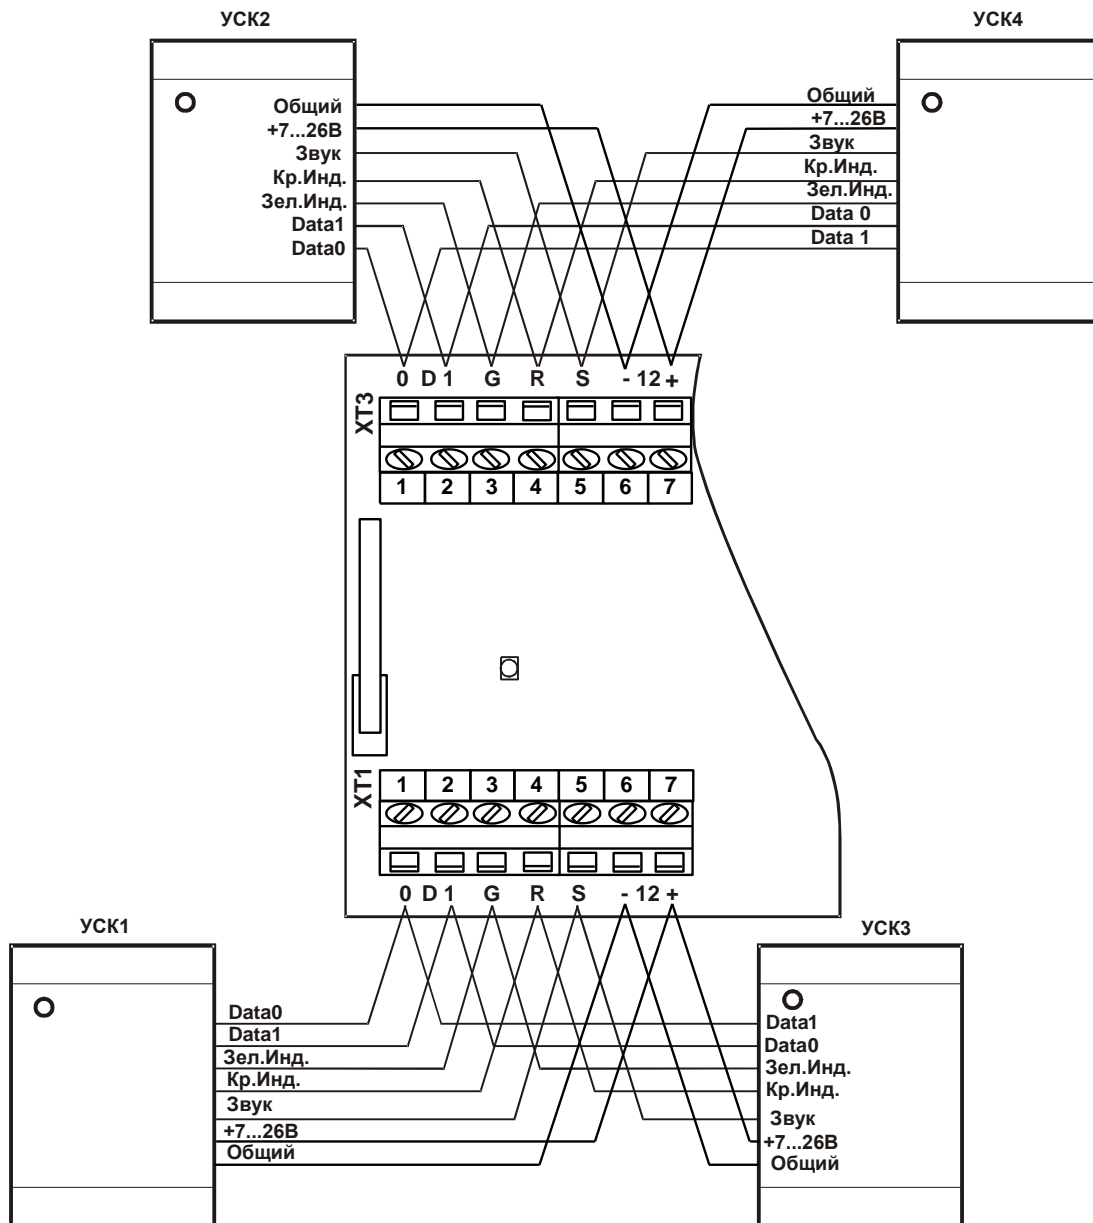 УСК2
УСК4
Общий
+7...26В
Звук
Кр.Инд.
Зел.Инд.
Data1
Data0
Общий
+7...26В
Звук
Кр.Инд.
Зел.Инд.
Data 0
Data 1
0 D 1 G R S - 12 +
XT3
1 2 3 4 5 6 7
XT1
1 2 3 4 5 6 7
0 D 1 G R S - 12 +
УСК1
УСК3
Data0
Data1
Зел.Инд.
Кр.Инд.
Звук
+7...26В
Общий
Data1
Data0
Зел.Инд.
Кр.Инд.
Звук
+7...26В
Общий